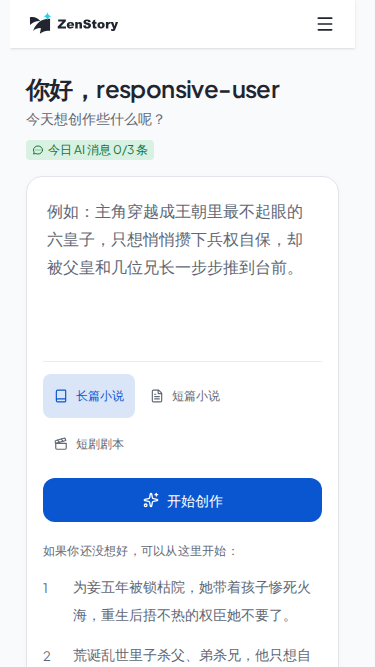 ZenStory
你好，responsive-user
今天想创作些什么呢？
今日 AI 消息 0/3 条
例如：主角穿越成王朝里最不起眼的
六皇子，只想悄悄攒下兵权自保，却
被父皇和几位兄长一步步推到台前。
长篇小说
短篇小说
短剧剧本
开始创作
如果你还没想好，可以从这里开始：
1 为妾五年被锁枯院，她带着孩子惨死火
海，重生后捂不热的权臣她不要了。
2 荒诞乱世里子杀父、弟杀兄，他只想自